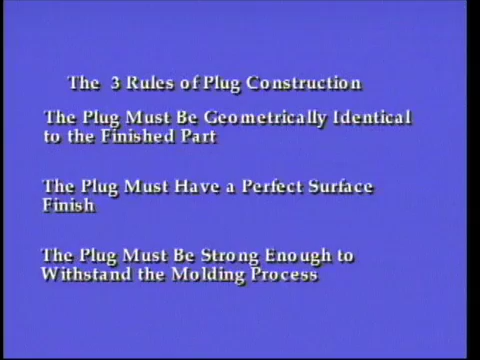 The 3 Rules of Plug Construction
The Plug Must Be Geometrically Identical
to the Finished Part
The Plug Must Have a Perfect Surface
Finish
The Plug Must Be Strong Enough to
Withstand the Molding Process